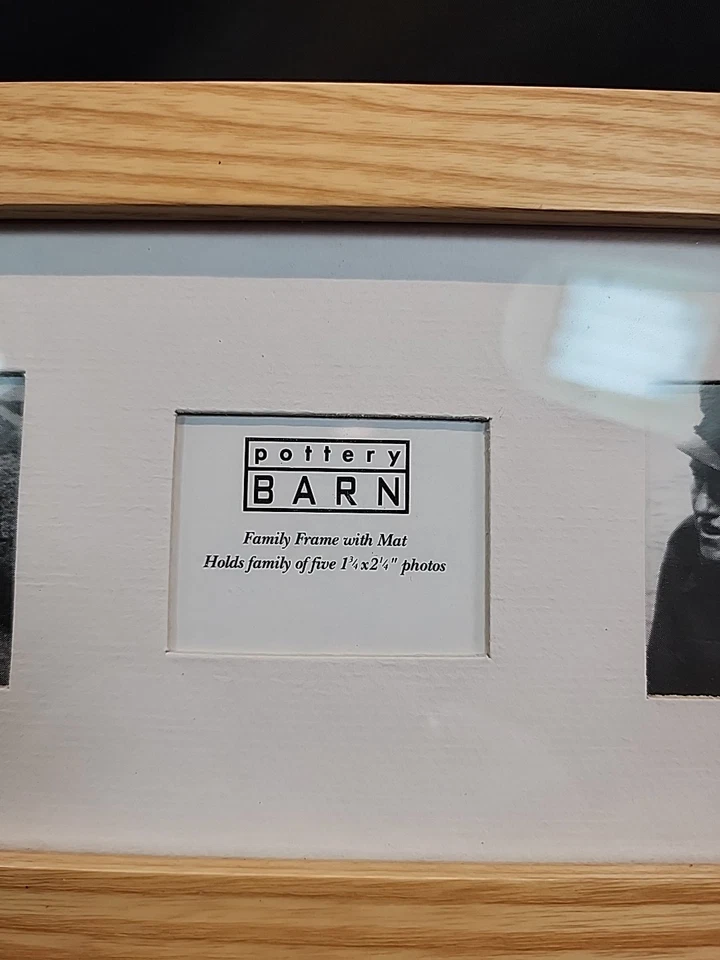 pottery
BARN
Family Frame with Mat
Holds family of five 1¾x2¼" photos